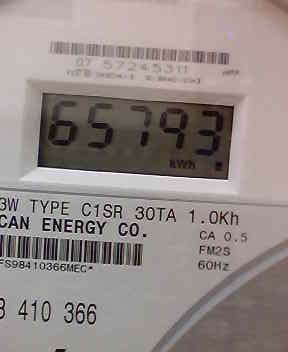 07 57245311
65793
kWh
3W TYPE C1SR 30TA 1.0Kh
CAN ENERGY CO.
CA 0.5
FM2S
60Hz
FS98410366MEC*
410 366